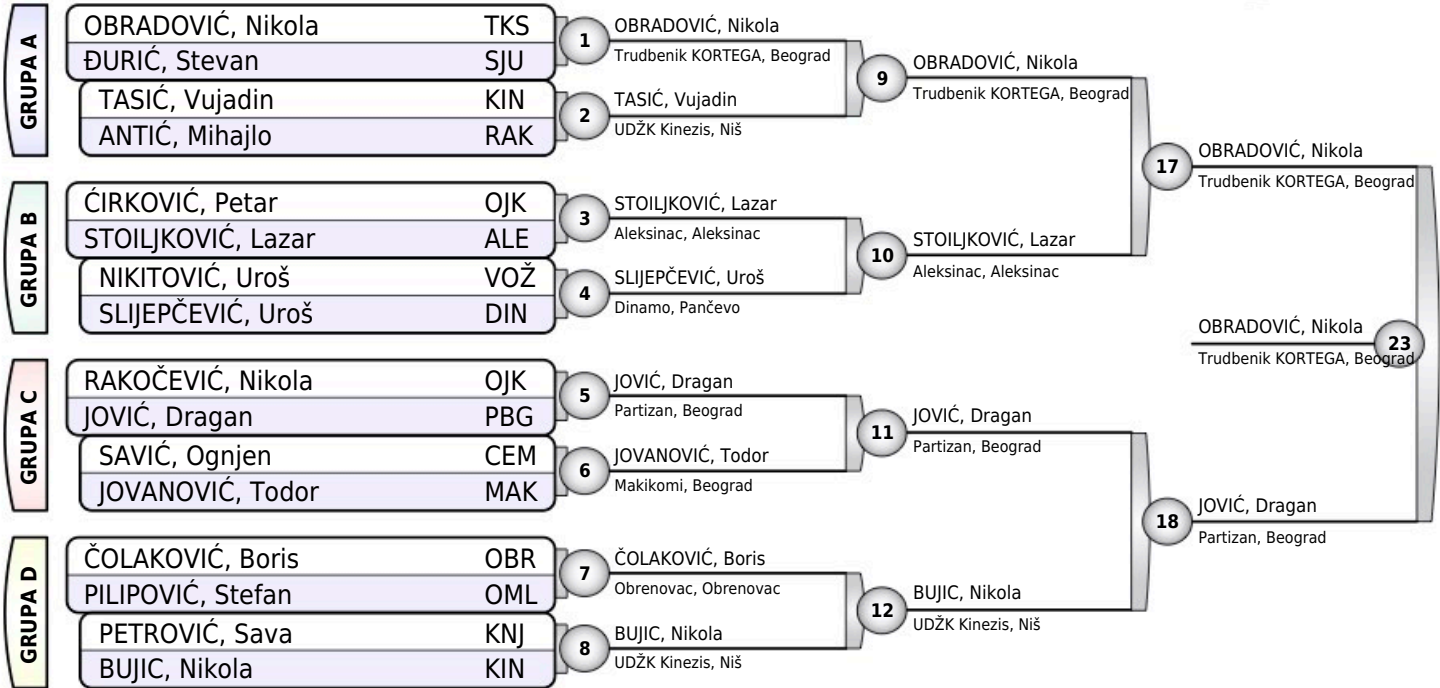 GRUPA A
OBRADOVIĆ, Nikola TKS
ĐURIĆ, Stevan SJU
TASIĆ, Vujadin KIN
ANTIĆ, Mihajlo RAK
GRUPA B
ĆIRKOVIĆ, Petar OJK
STOILJKOVIĆ, Lazar ALE
NIKITOVIĆ, Uroš VOŽ
SLIJEPČEVIĆ, Uroš DIN
GRUPA C
RAKOČEVIĆ, Nikola OJK
JOVIĆ, Dragan PBG
SAVIĆ, Ognjen CEM
JOVANOVIĆ, Todor MAK
GRUPA D
ČOLAKOVIĆ, Boris OBR
PILIPOVIĆ, Stefan OML
PETROVIĆ, Sava KNJ
BUJIC, Nikola KIN
1
OBRADOVIĆ, Nikola
Trudbenik KORTEGA, Beograd
2
TASIĆ, Vujadin
UDŽK Kinezis, Niš
3
STOILJKOVIĆ, Lazar
Aleksinac, Aleksinac
4
SLIJEPČEVIĆ, Uroš
Dinamo, Pančevo
5
JOVIĆ, Dragan
Partizan, Beograd
6
JOVANOVIĆ, Todor
Makikomi, Beograd
7
ČOLAKOVIĆ, Boris
Obrenovac, Obrenovac
8
BUJIC, Nikola
UDŽK Kinezis, Niš
9
OBRADOVIĆ, Nikola
Trudbenik KORTEGA, Beograd
10
STOILJKOVIĆ, Lazar
Aleksinac, Aleksinac
11
JOVIĆ, Dragan
Partizan, Beograd
12
BUJIC, Nikola
UDŽK Kinezis, Niš
17
OBRADOVIĆ, Nikola
Trudbenik KORTEGA, Beograd
18
JOVIĆ, Dragan
Partizan, Beograd
23
OBRADOVIĆ, Nikola
Trudbenik KORTEGA, Beograd